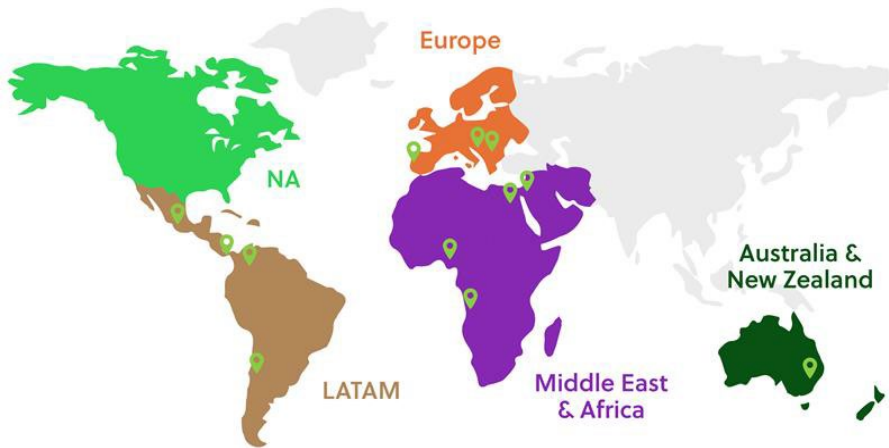 Europe
NA
Australia &
New Zealand
LATAM
Middle East
& Africa